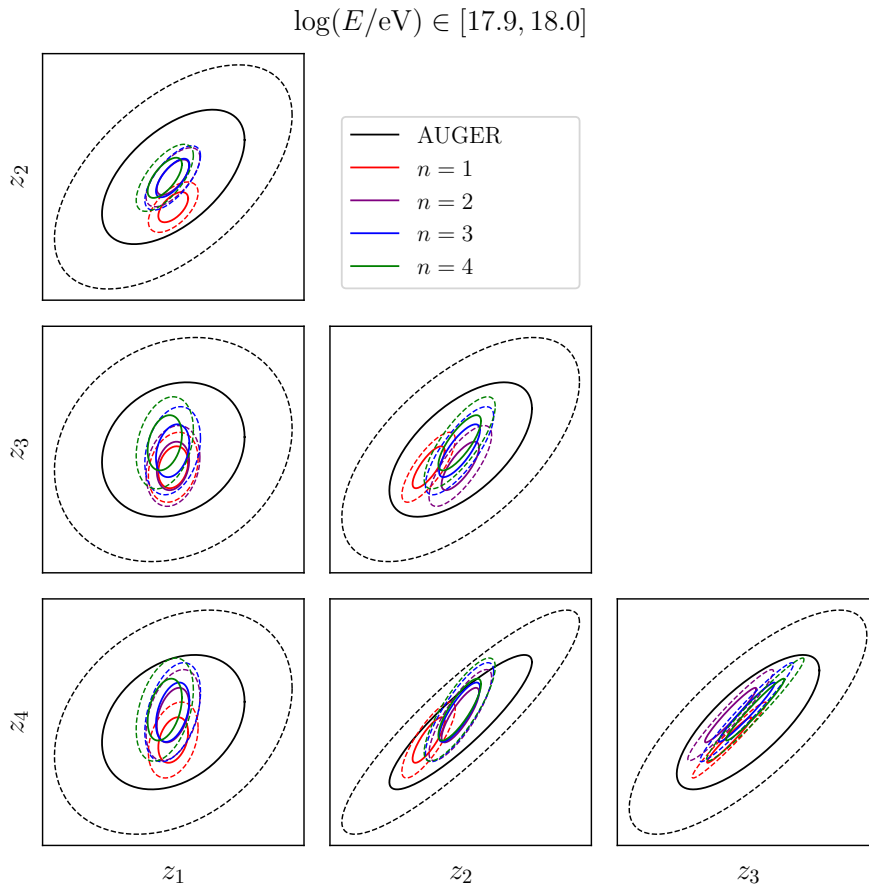 log(E/eV) ∈ [17.9, 18.0]
z₂
AUGER
n = 1
n = 2
n = 3
n = 4
z₃
z₄
z₁
z₂
z₃